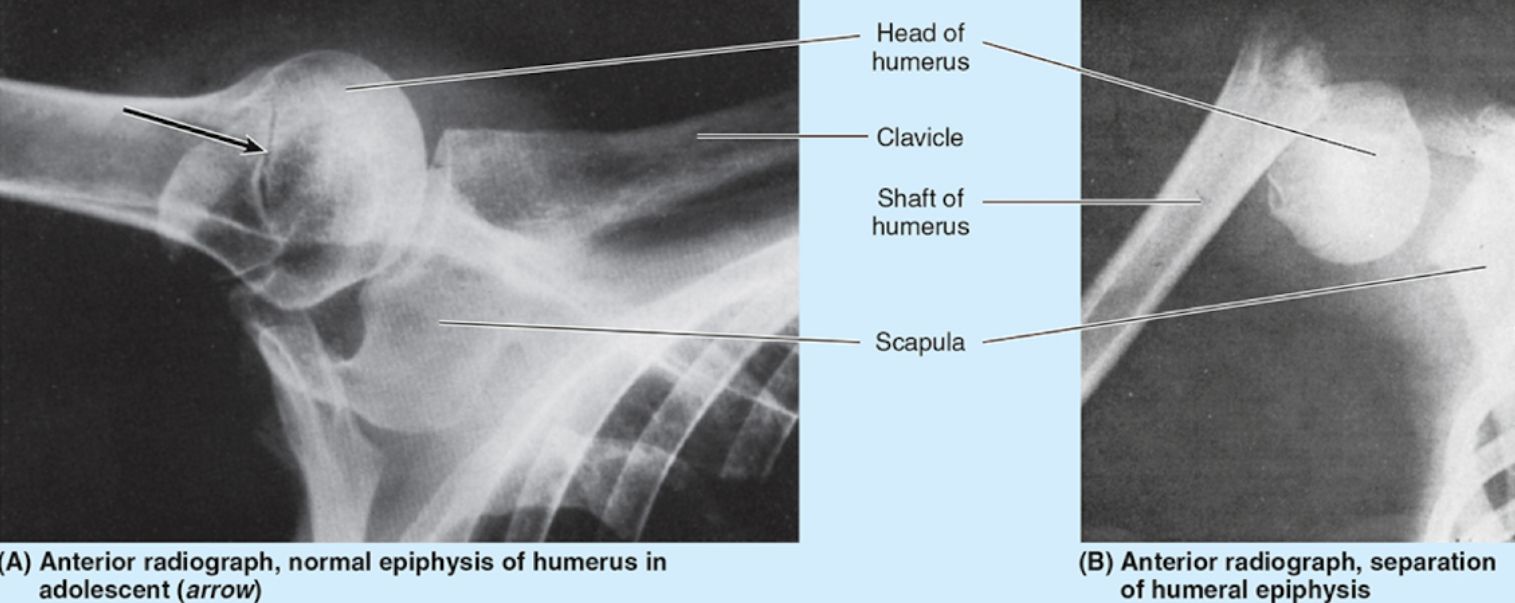 Head of
humerus
Clavicle
Shaft of
humerus
Scapula
(A) Anterior radiograph, normal epiphysis of humerus in
adolescent (arrow)
(B) Anterior radiograph, separation
of humeral epiphysis